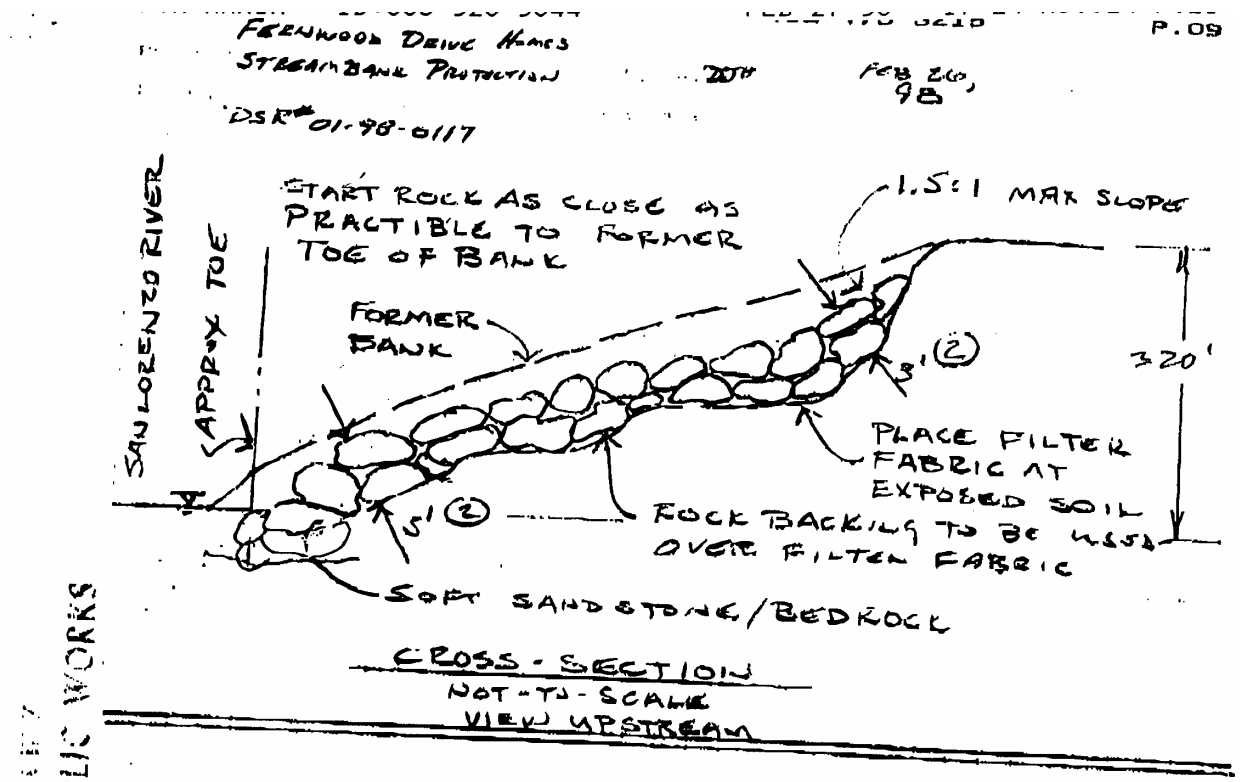 P.09
FERNWOOD DRIVE HOMES
STREAMBANK PROTECTION
FEB 26,
98
DSR# 01-98-0117
SAN LORENZO RIVER
APPROX TOE
START ROCK AS CLOSE AS
PRACTIBLE TO FORMER
TOE OF BANK
1.5:1 MAX SLOPE
FORMER
BANK
3' ②
±20'
PLACE FILTER
FABRIC AT
EXPOSED SOIL
5' ②
ROCK BACKING TO BE USED
OVER FILTER FABRIC
SOFT SANDSTONE/BEDROCK
CROSS-SECTION
NOT-TO-SCALE
VIEW UPSTREAM
WORKS